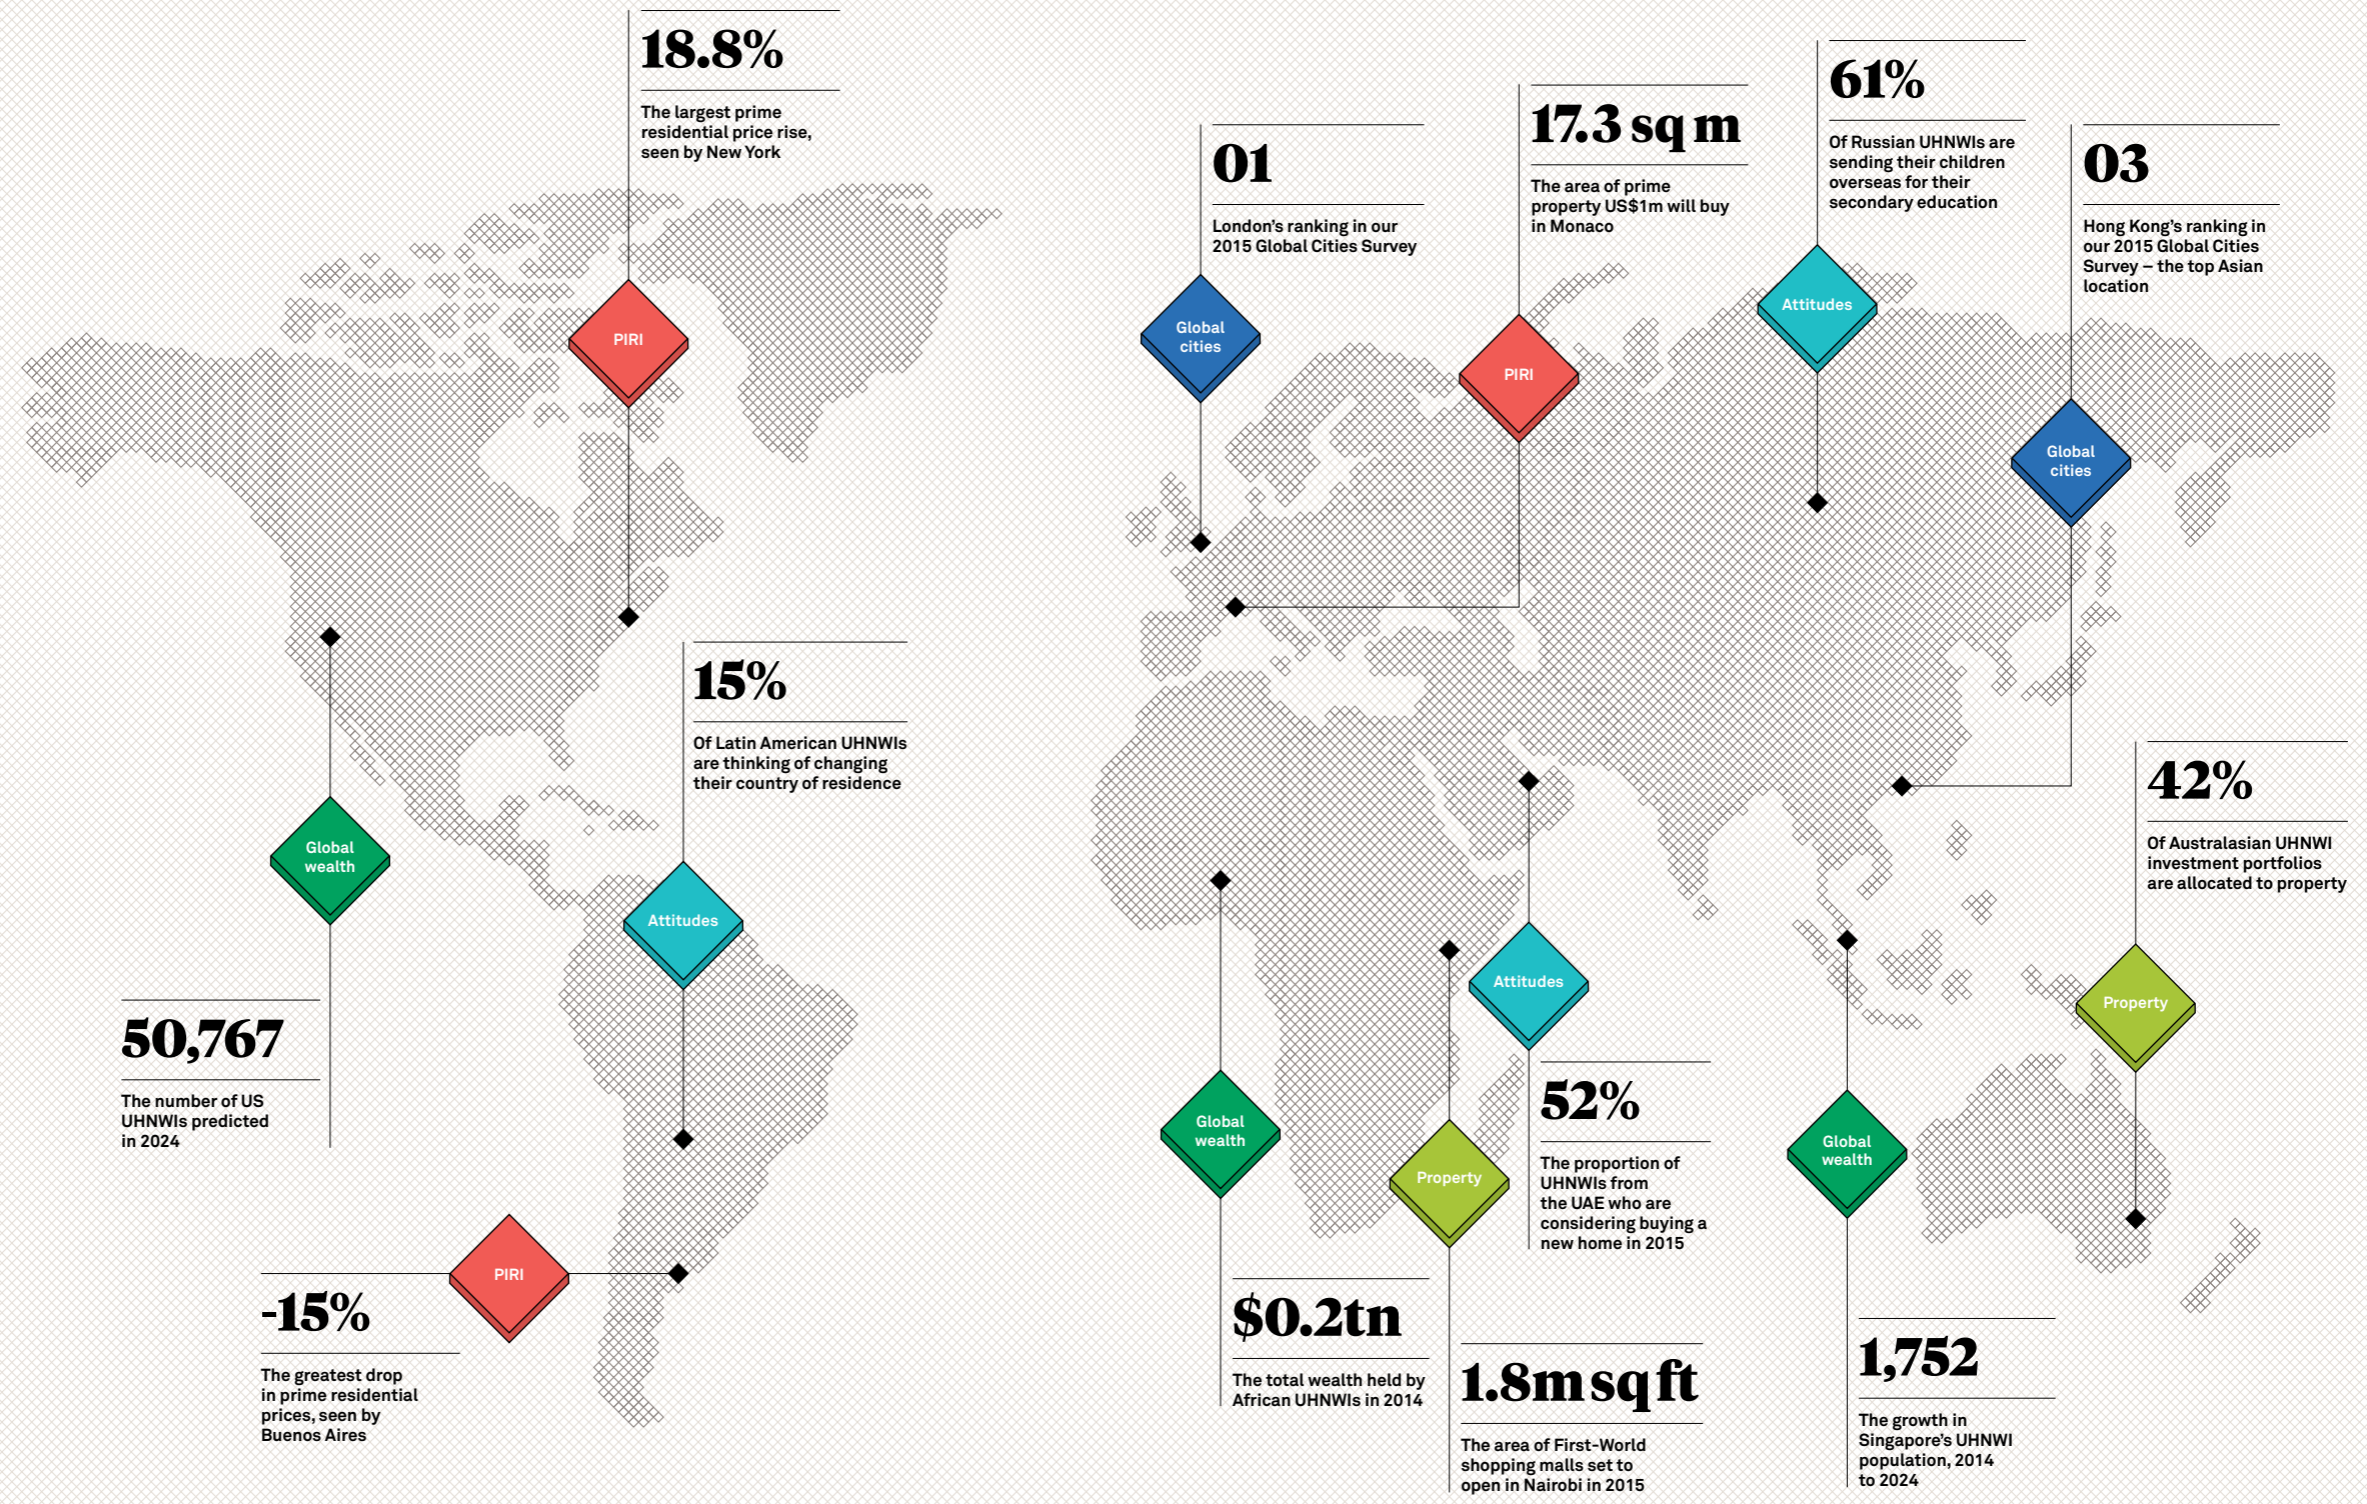 18.8%
The largest prime
residential price rise,
seen by New York
PIRI
01
London's ranking in our
2015 Global Cities Survey
Global
cities
17.3 sq m
The area of prime
property US$1m will buy
in Monaco
PIRI
61%
Of Russian UHNWIs are
sending their children
overseas for their
secondary education
Attitudes
03
Hong Kong's ranking in
our 2015 Global Cities
Survey – the top Asian
location
Global
cities
15%
Of Latin American UHNWIs
are thinking of changing
their country of residence
Attitudes
42%
Of Australasian UHNWI
investment portfolios
are allocated to property
Property
Global
wealth
50,767
The number of US
UHNWIs predicted
in 2024
PIRI
-15%
The greatest drop
in prime residential
prices, seen by
Buenos Aires
Global
wealth
$0.2tn
The total wealth held by
African UHNWIs in 2014
Property
1.8m sq ft
The area of First-World
shopping malls set to
open in Nairobi in 2015
Attitudes
52%
The proportion of
UHNWIs from
the UAE who are
considering buying a
new home in 2015
Global
wealth
1,752
The growth in
Singapore's UHNWI
population, 2014
to 2024